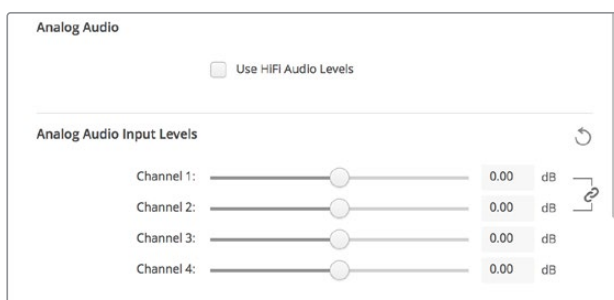 Analog Audio
Use HiFi Audio Levels
Analog Audio Input Levels
Channel 1: 0.00 dB
Channel 2: 0.00 dB
Channel 3: 0.00 dB
Channel 4: 0.00 dB